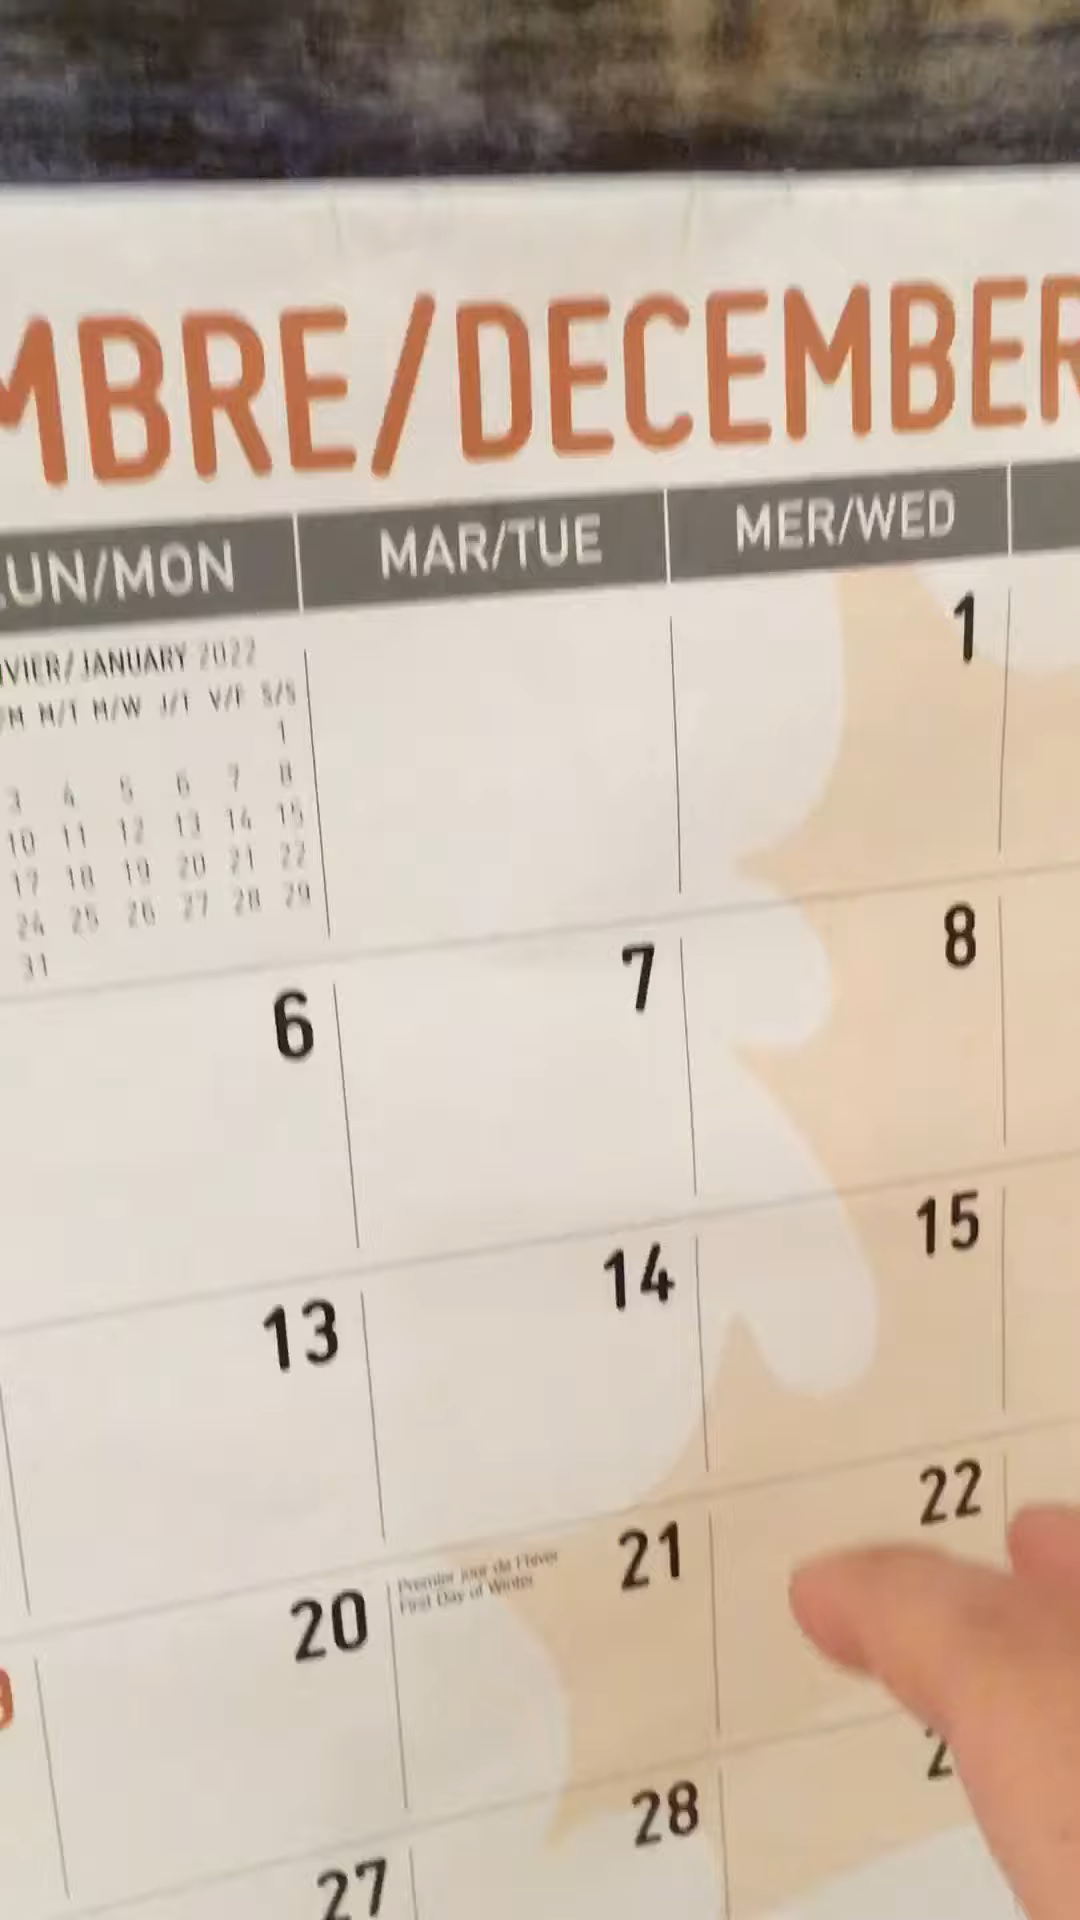 MBRE/DECEMBER
LUN/MON MAR/TUE MER/WED
VIER/JANUARY 2022
M M/T M/W J/T V/F S/S
1
3 4 5 6 7 8
10 11 12 13 14 15
17 18 19 20 21 22
24 25 26 27 28 29
31
1
6 7 8
13 14 15
20 21 22
Premier jour de l'hiver
First Day of Winter
27 28 2